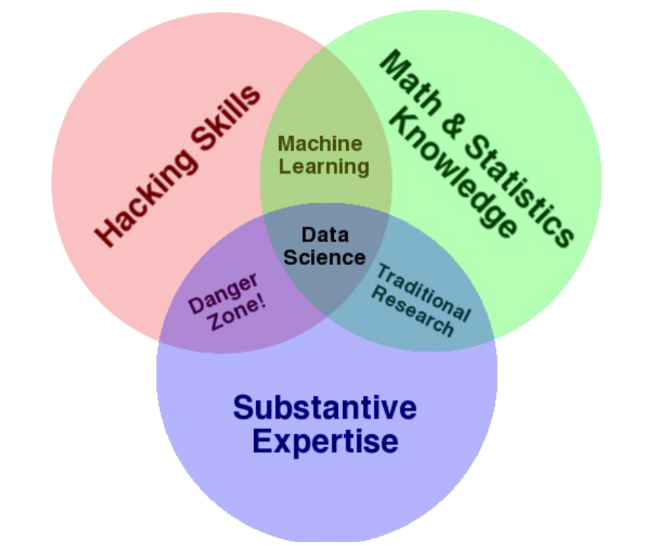 Hacking Skills
Math & Statistics
Knowledge
Machine
Learning
Data
Science
Danger
Zone!
Traditional
Research
Substantive
Expertise